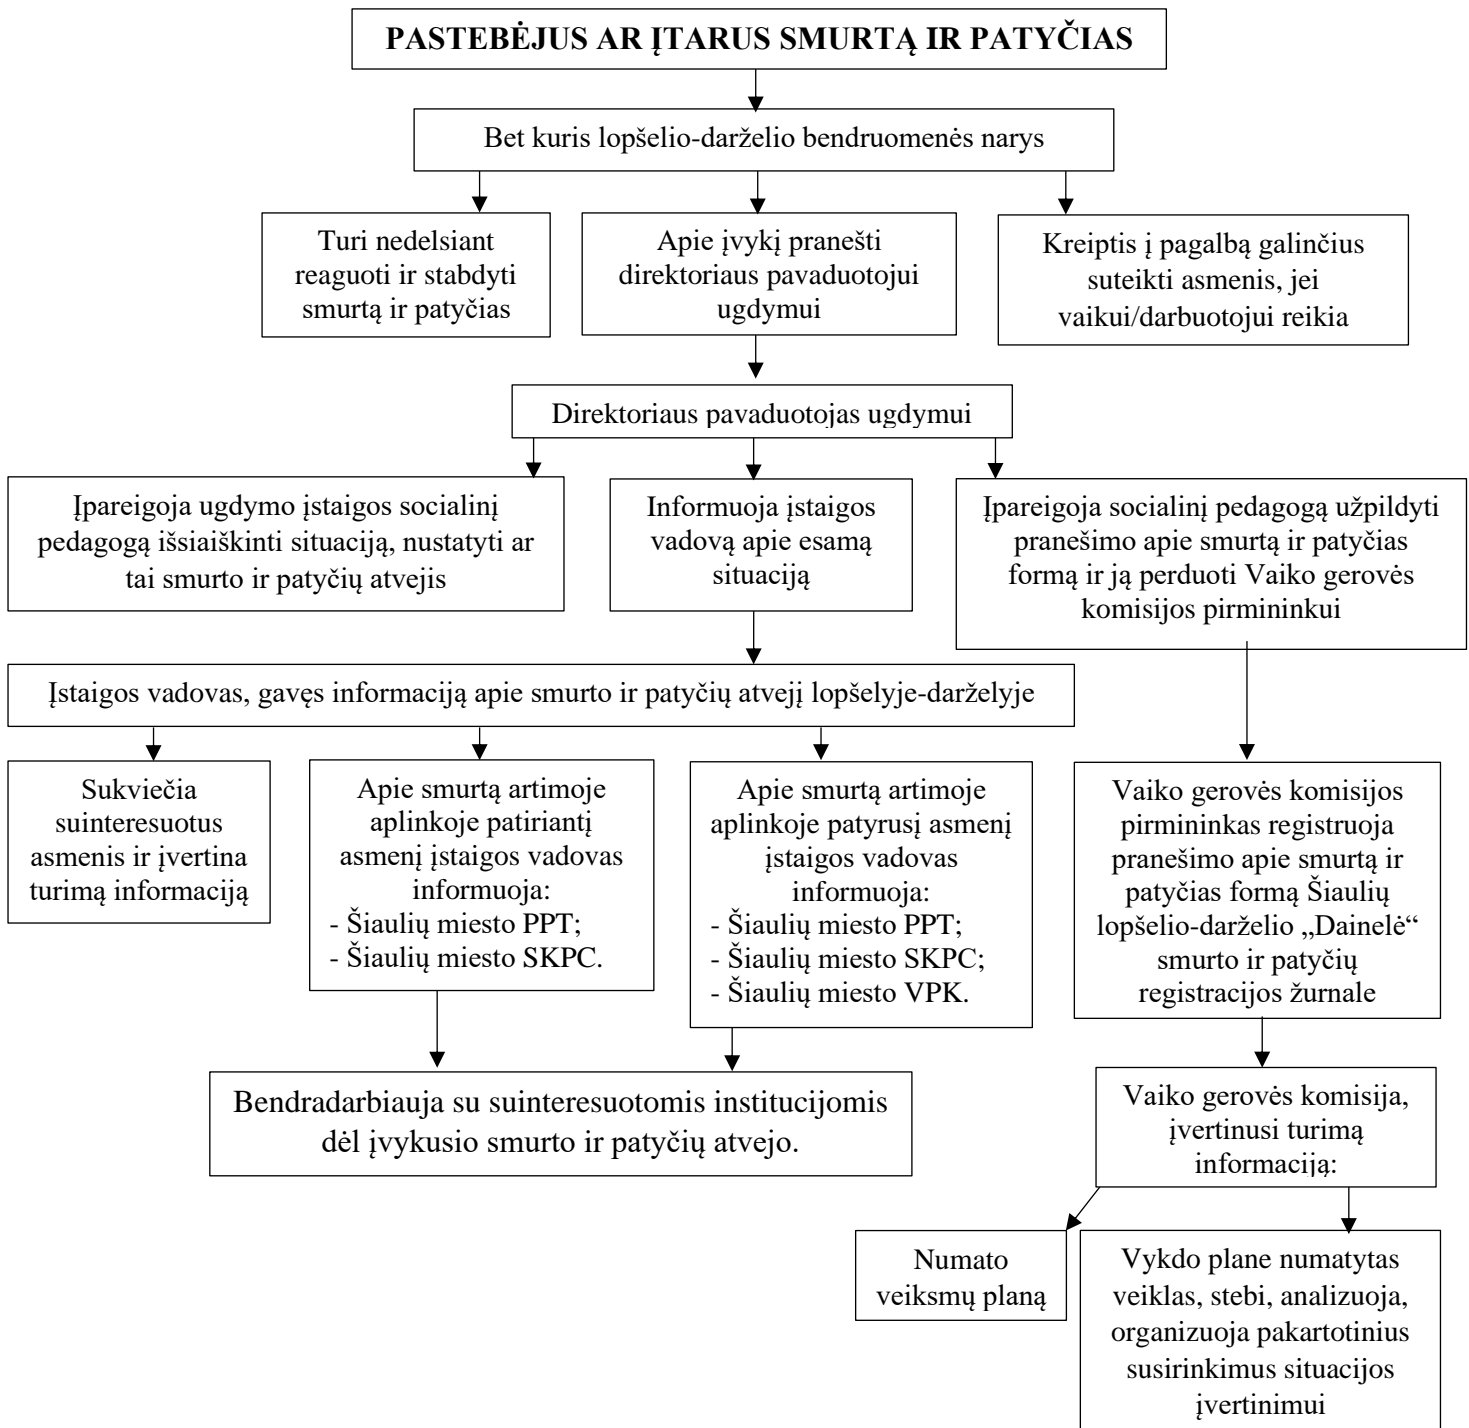 PASTEBĖJUS AR ĮTARUS SMURTĄ IR PATYČIAS
Bet kuris lopšelio-darželio bendruomenės narys
Turi nedelsiant
reaguoti ir stabdyti
smurtą ir patyčias
Apie įvykį pranešti
direktoriaus pavaduotojui
ugdymui
Kreiptis į pagalbą galinčius
suteikti asmenis, jei
vaikui/darbuotojui reikia
Direktoriaus pavaduotojas ugdymui
Įpareigoja ugdymo įstaigos socialinį
pedagogą išsiaiškinti situaciją, nustatyti ar
tai smurto ir patyčių atvejis
Informuoja įstaigos
vadovą apie esamą
situaciją
Įpareigoja socialinį pedagogą užpildyti
pranešimo apie smurtą ir patyčias
formą ir ją perduoti Vaiko gerovės
komisijos pirmininkui
Įstaigos vadovas, gavęs informaciją apie smurto ir patyčių atvejį lopšelyje-darželyje
Sukviečia
suinteresuotus
asmenis ir įvertina
turimą informaciją
Apie smurtą artimoje
aplinkoje patiriantį
asmenį įstaigos vadovas
informuoja:
- Šiaulių miesto PPT;
- Šiaulių miesto SKPC.
Apie smurtą artimoje
aplinkoje patyrusį asmenį
įstaigos vadovas
informuoja:
- Šiaulių miesto PPT;
- Šiaulių miesto SKPC;
- Šiaulių miesto VPK.
Vaiko gerovės komisijos
pirmininkas registruoja
pranešimo apie smurtą ir
patyčias formą Šiaulių
lopšelio-darželio „Dainelė“
smurto ir patyčių
registracijos žurnale
Bendradarbiauja su suinteresuotomis institucijomis
dėl įvykusio smurto ir patyčių atvejo.
Vaiko gerovės komisija,
įvertinusi turimą
informaciją:
Numato
veiksmų planą
Vykdo plane numatytas
veiklas, stebi, analizuoja,
organizuoja pakartotinius
susirinkimus situacijos
įvertinimui